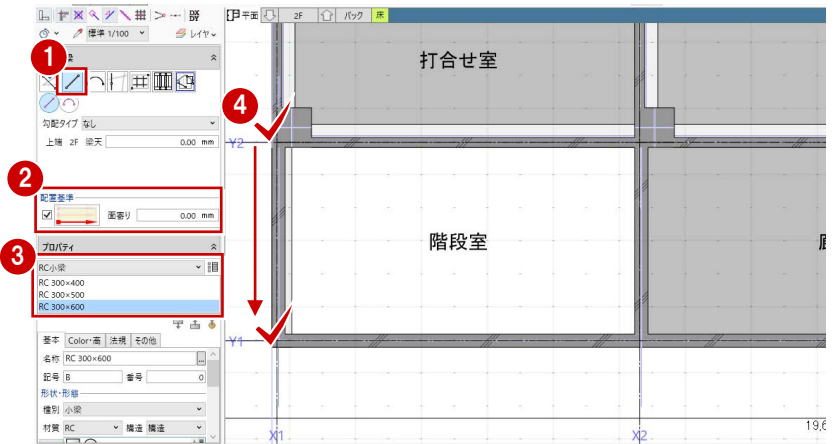 平面 2F パック 床
標準 1/100 レイヤ
1
勾配タイプ なし
上端 2F 梁天 0.00 mm
2
配置基準
面寄り 0.00 mm
プロパティ
3
RC小梁
RC 300×400
RC 300×500
RC 300×600
基本 Color・高 法規 その他
名称 RC 300×600 ...
記号 B 番号 0
形状・形態
種別 小梁
材質 RC 構造 構造
打合せ室
4
Y2
階段室
Y1
19,6
X1 X2